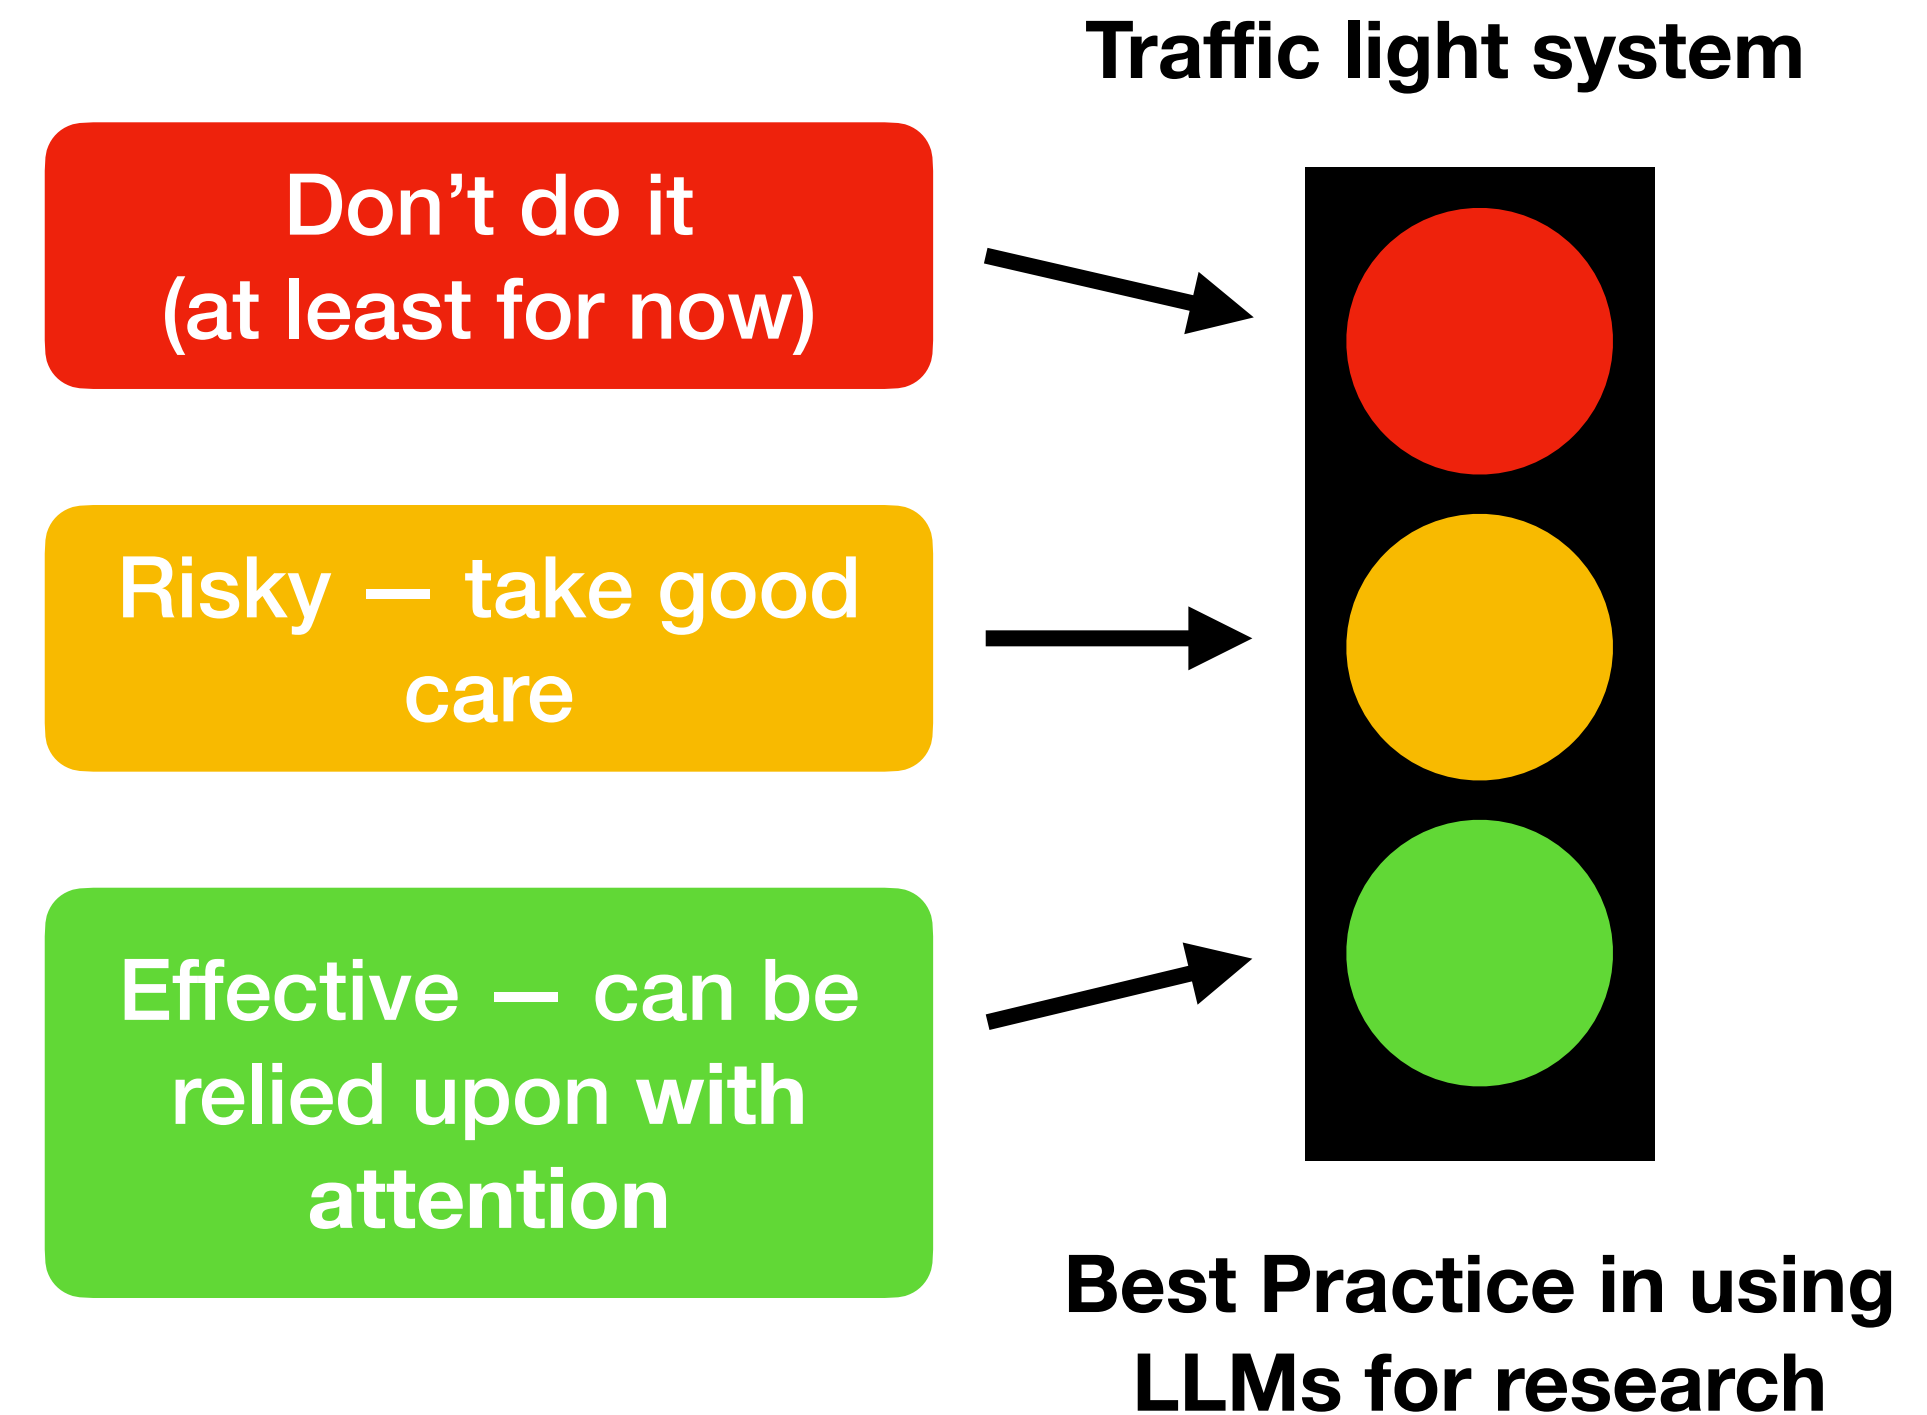 Traffic light system
Don’t do it
(at least for now)
Risky — take good
care
Effective — can be
relied upon with
attention
Best Practice in using
LLMs for research